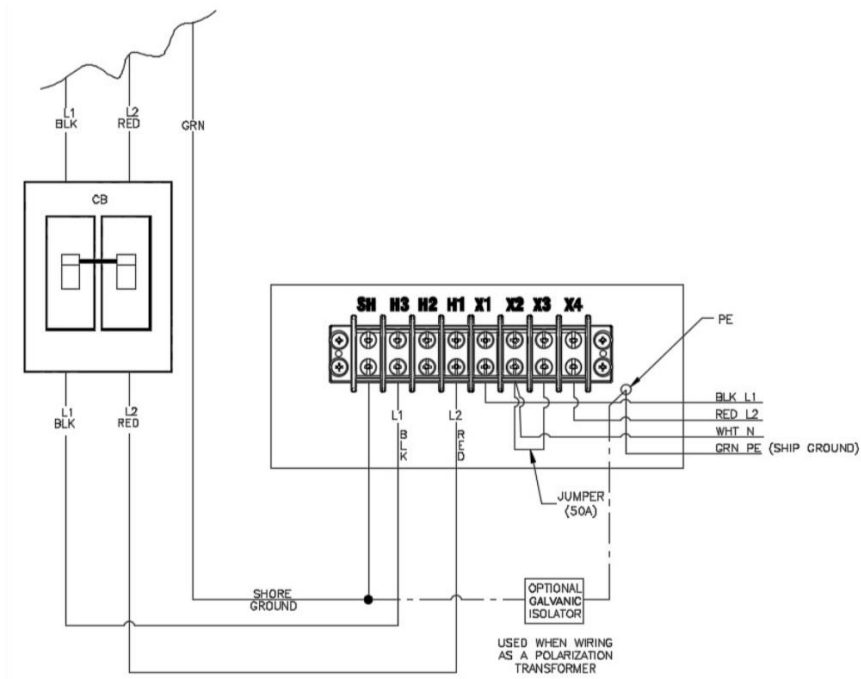 L1
BLK
L2
RED
GRN
CB
L1
BLK
L2
RED
SH H3 H2 H1 X1 X2 X3 X4
PE
L1
BLK
L2
RED
BLK L1
RED L2
WHT N
GRN PE (SHIP GROUND)
JUMPER
(50A)
SHORE
GROUND
OPTIONAL
GALVANIC
ISOLATOR
USED WHEN WIRING
AS A POLARIZATION
TRANSFORMER